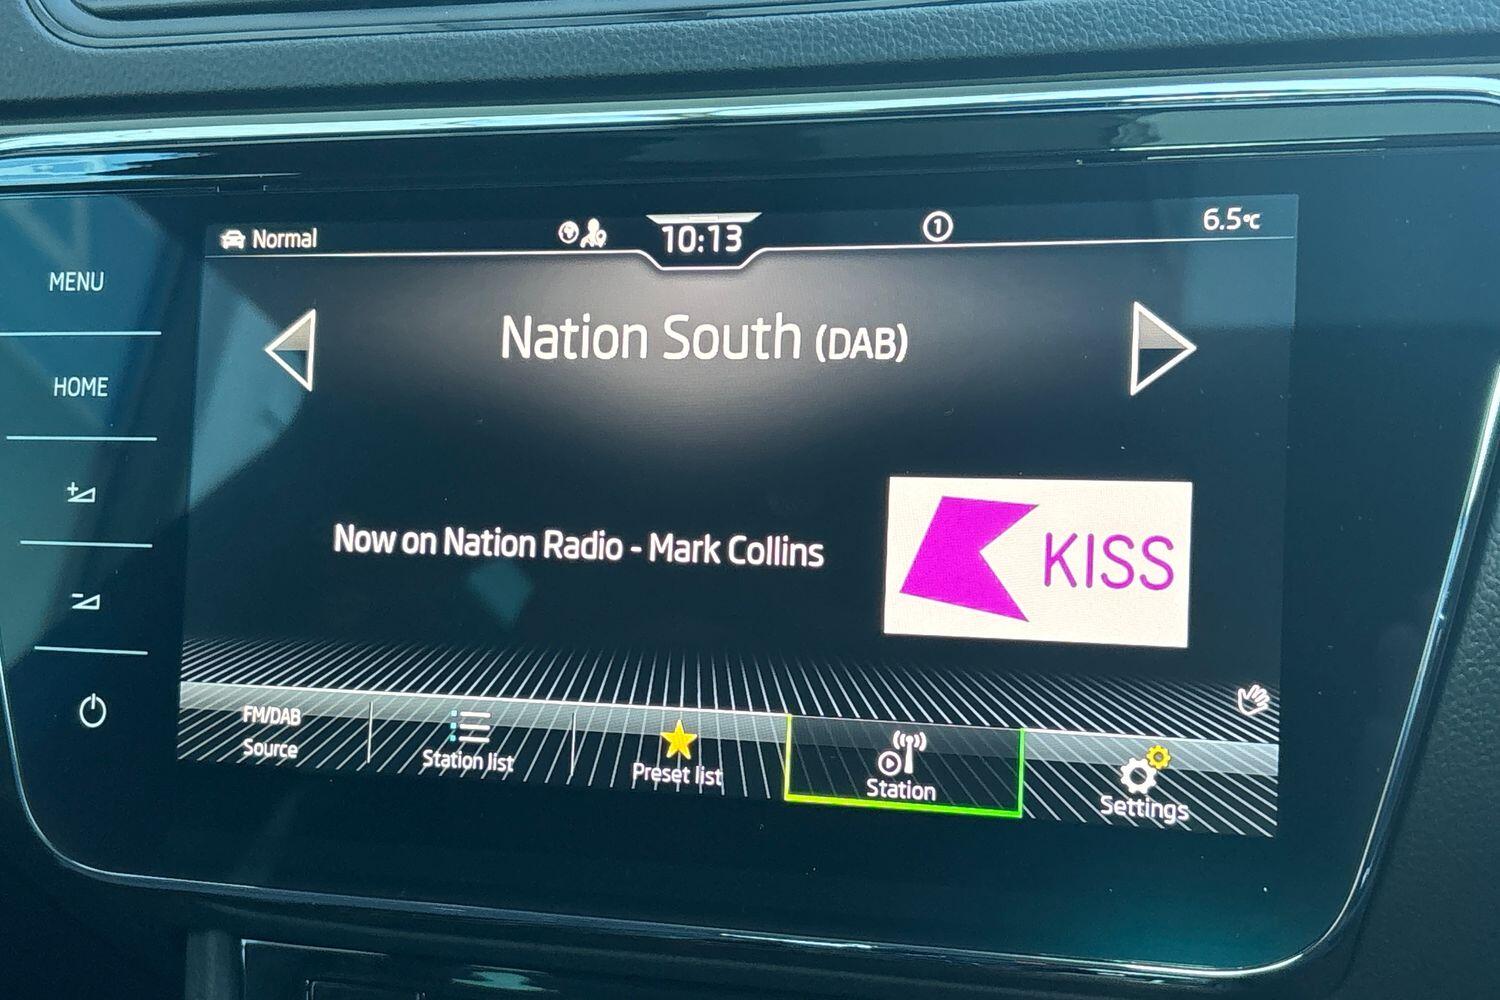 Normal
10:13
1
6.5°C
MENU
HOME
Nation South (DAB)
Now on Nation Radio - Mark Collins
KISS
FM/DAB
Source
Station list
Preset list
Station
Settings